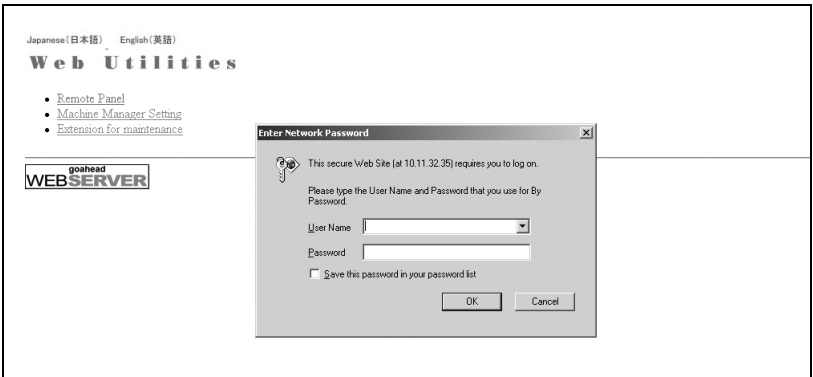 Japanese(日本語) English(英語)
Web Utilities
Remote Panel
Machine Manager Setting
Extension for maintenance
goahead
WEBSERVER
Enter Network Password
This secure Web Site (at 10.11.32.35) requires you to log on.
Please type the User Name and Password that you use for By
Password.
User Name
Password
Save this password in your password list
OK Cancel